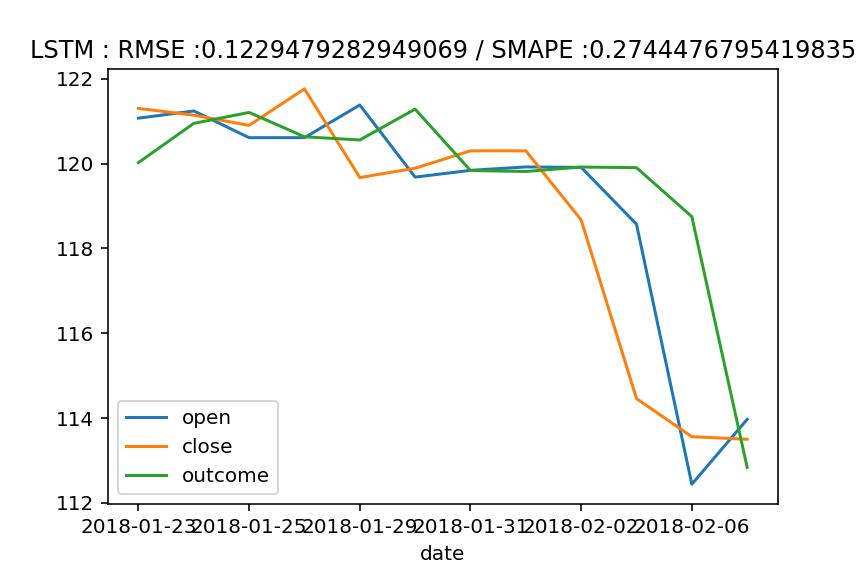 LSTM : RMSE :0.1229479282949069 / SMAPE :0.2744476795419835
122
120
118
116
114
112
open
close
outcome
2018-01-23 2018-01-25 2018-01-29 2018-01-31 2018-02-02 2018-02-06
date